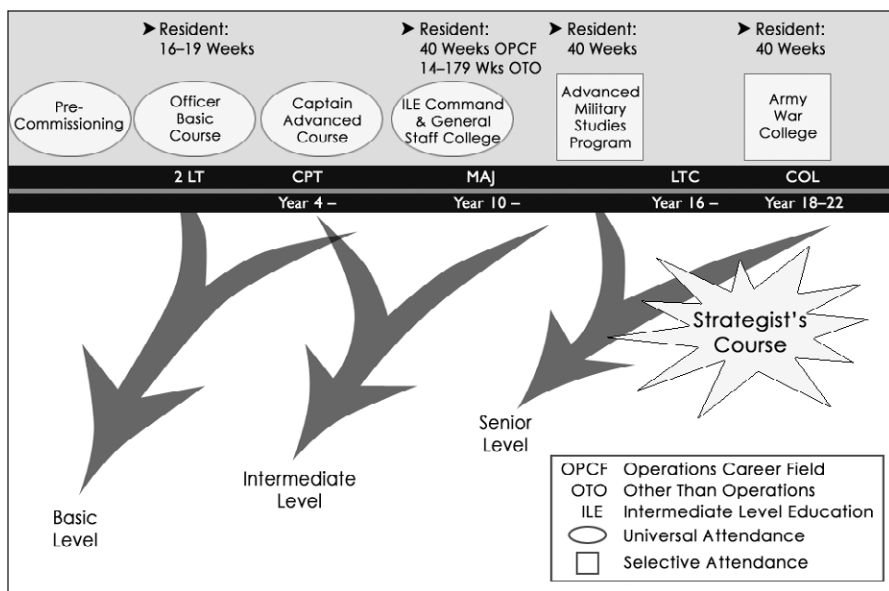 ➤ Resident:
16–19 Weeks
➤ Resident:
40 Weeks OPCF
14–179 Wks OTO
➤ Resident:
40 Weeks
➤ Resident:
40 Weeks
Pre-
Commissioning
Officer
Basic
Course
Captain
Advanced
Course
ILE Command
& General
Staff College
Advanced
Military
Studies
Program
Army
War
College
2 LT CPT MAJ LTC COL
Year 4 – Year 10 – Year 16 – Year 18–22
Strategist's
Course
Basic
Level
Intermediate
Level
Senior
Level
OPCF Operations Career Field
OTO Other Than Operations
ILE Intermediate Level Education
Universal Attendance
Selective Attendance